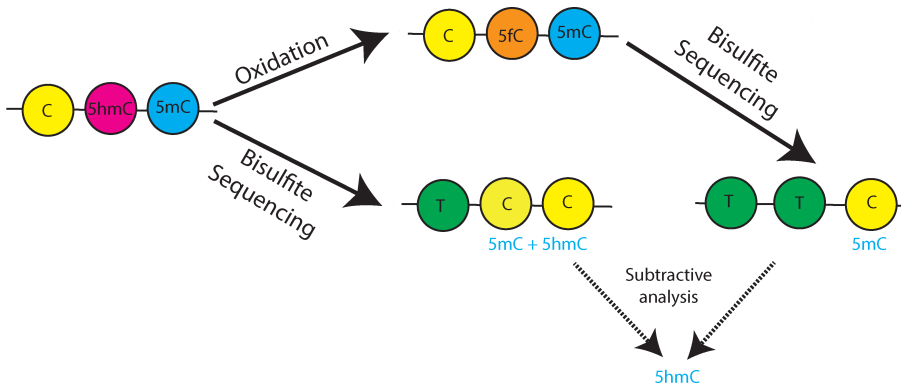 C 5fC 5mC
Oxidation
Bisulfite
Sequencing
C 5hmC 5mC
Bisulfite
Sequencing
T C C
5mC + 5hmC
T T C
5mC
Subtractive
analysis
5hmC